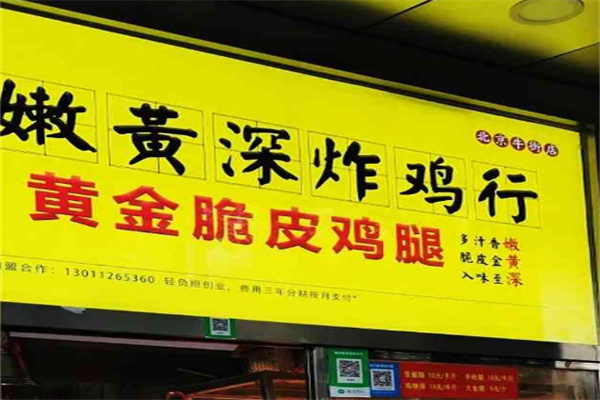 北京牛街店
嫩黄深炸鸡行
黄金脆皮鸡腿
多汁香嫩
脆皮金黄
入味至深
盟合作：13011265360 轻负担创业，费用三年分期按月支付"